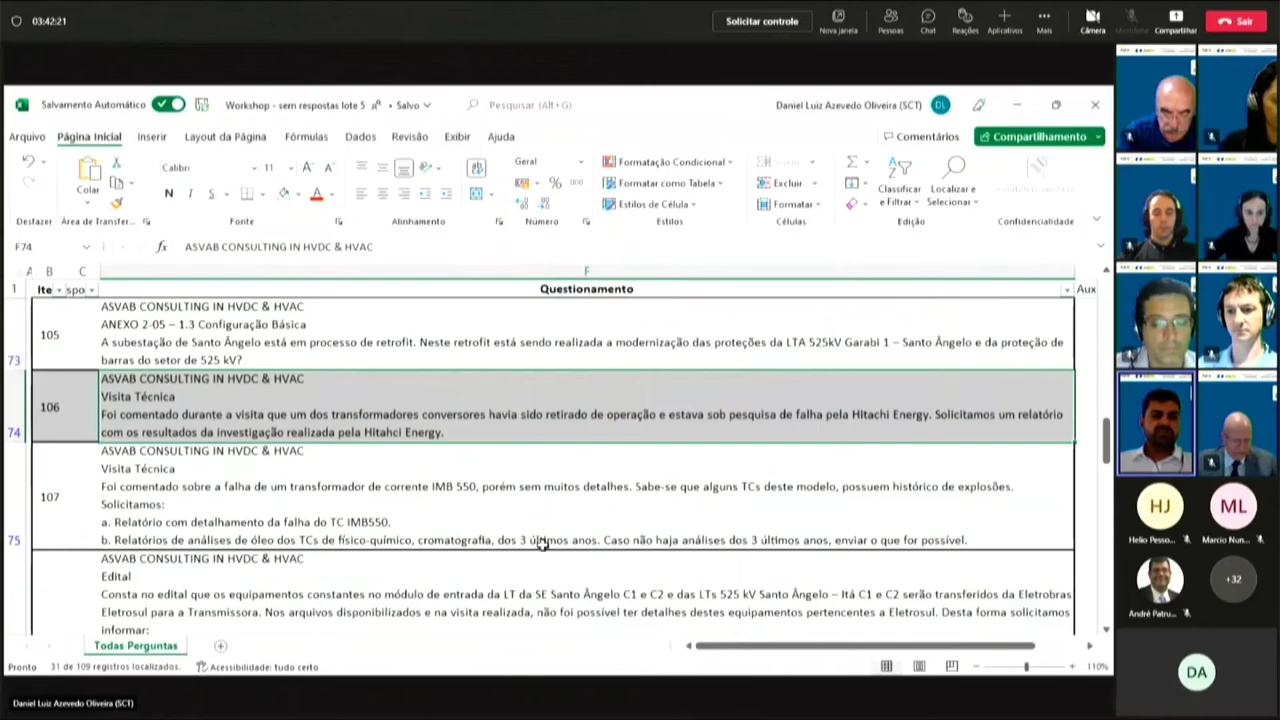 03:42:21
Solicitar controle
Nova janela
Pessoas
Chat
Reações
Aplicativos
Mais
Câmera
Microfone
Compartilhar
Sair
Salvamento Automático
Workshop - sem respostas lote 5
• Salvo
Pesquisar (Alt+G)
Daniel Luiz Azevedo Oliveira (SCT)
DL
Arquivo
Página Inicial
Inserir
Layout da Página
Fórmulas
Dados
Revisão
Exibir
Ajuda
Comentários
Compartilhamento
Colar
Calibri
11
N I S
Geral
% 000
Formatação Condicional
Formatar como Tabela
Estilos de Célula
Excluir
Formatar
Classificar
e Filtrar
Localizar e
Selecionar
Desfazer
Área de Transfer...
Fonte
Alinhamento
Número
Estilos
Células
Edição
Confidencialidade
F74
fx
ASVAB CONSULTING IN HVDC & HVAC
A B C F
1 Ite spo Questionamento Aux
ASVAB CONSULTING IN HVDC & HVAC
ANEXO 2-05 – 1.3 Configuração Básica
105
A substação de Santo Ângelo está em processo de retrofit. Neste retrofit está sendo realizada a modernização das proteções da LTA 525kV Garabi 1 – Santo Ângelo e da proteção de
73 barras do setor de 525 kV?
ASVAB CONSULTING IN HVDC & HVAC
Visita Técnica
106
Foi comentado durante a visita que um dos transformadores conversores havia sido retirado de operação e estava sob pesquisa de falha pela Hitachi Energy. Solicitamos um relatório
74 com os resultados da investigação realizada pela Hitahci Energy.
ASVAB CONSULTING IN HVDC & HVAC
Visita Técnica
Foi comentado sobre a falha de um transformador de corrente IMB 550, porém sem muitos detalhes. Sabe-se que alguns TCs deste modelo, possuem histórico de explosões.
107
Solicitamos:
a. Relatório com detalhamento da falha do TC IMB550.
75 b. Relatórios de análises de óleo dos TCs de físico-químico, cromatografia, dos 3 últimos anos. Caso não haja análises dos 3 últimos anos, enviar o que for possível.
ASVAB CONSULTING IN HVDC & HVAC
Edital
Consta no edital que os equipamentos constantes no módulo de entrada da LT da SE Santo Ângelo C1 e C2 e das LTs 525 kV Santo Ângelo – Itá C1 e C2 serão transferidos da Eletrobras
Eletrosul para a Transmissora. Nos arquivos disponibilizados e na visita realizada, não foi possível ter detalhes destes equipamentos pertencentes a Eletrosul. Desta forma solicitamos
informar:
Todas Perguntas
Pronto
31 de 109 registros localizados.
Acessibilidade: tudo certo
110%
Daniel Luiz Azevedo Oliveira (SCT)
HJ
ML
Helio Pesso...
Marcio Nun...
+32
André Patru...
DA